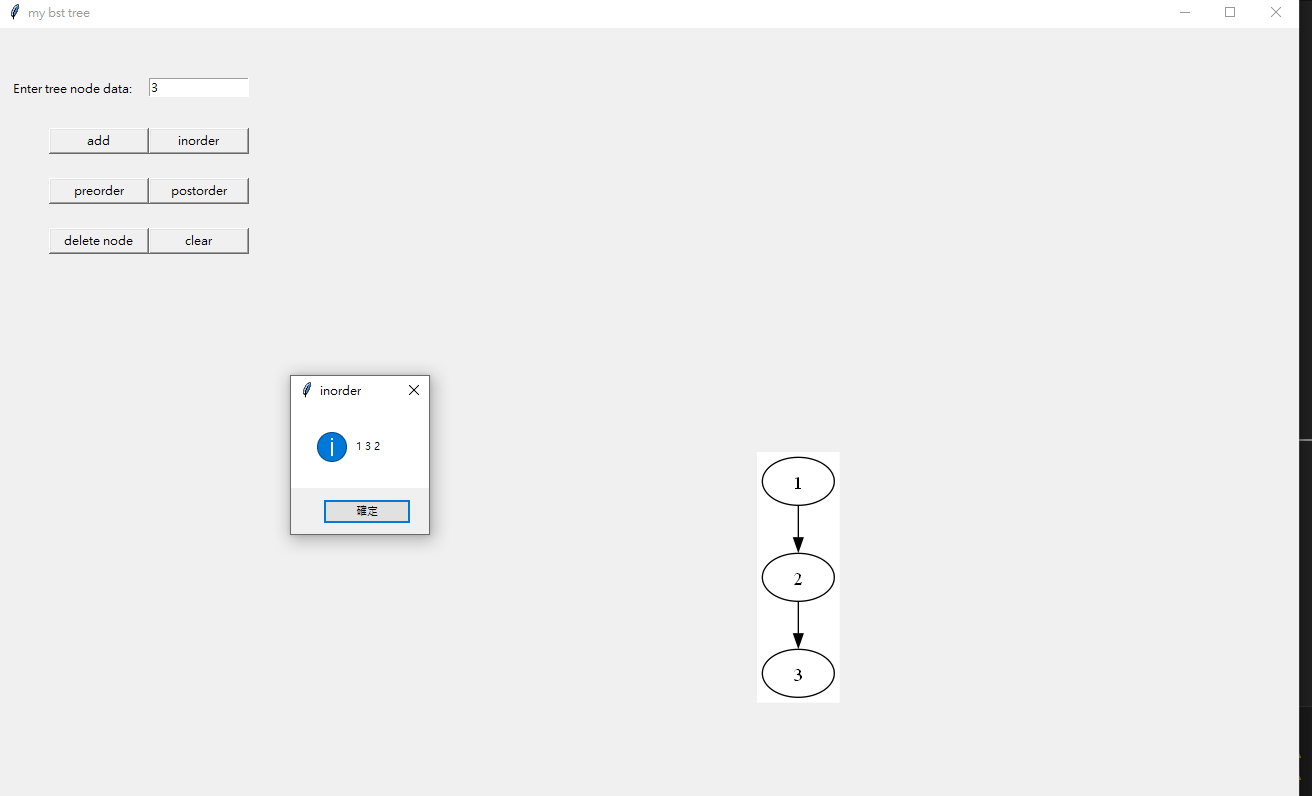 my bst tree
Enter tree node data: 3
add inorder
preorder postorder
delete node clear
inorder
1 3 2
確定
1
2
3